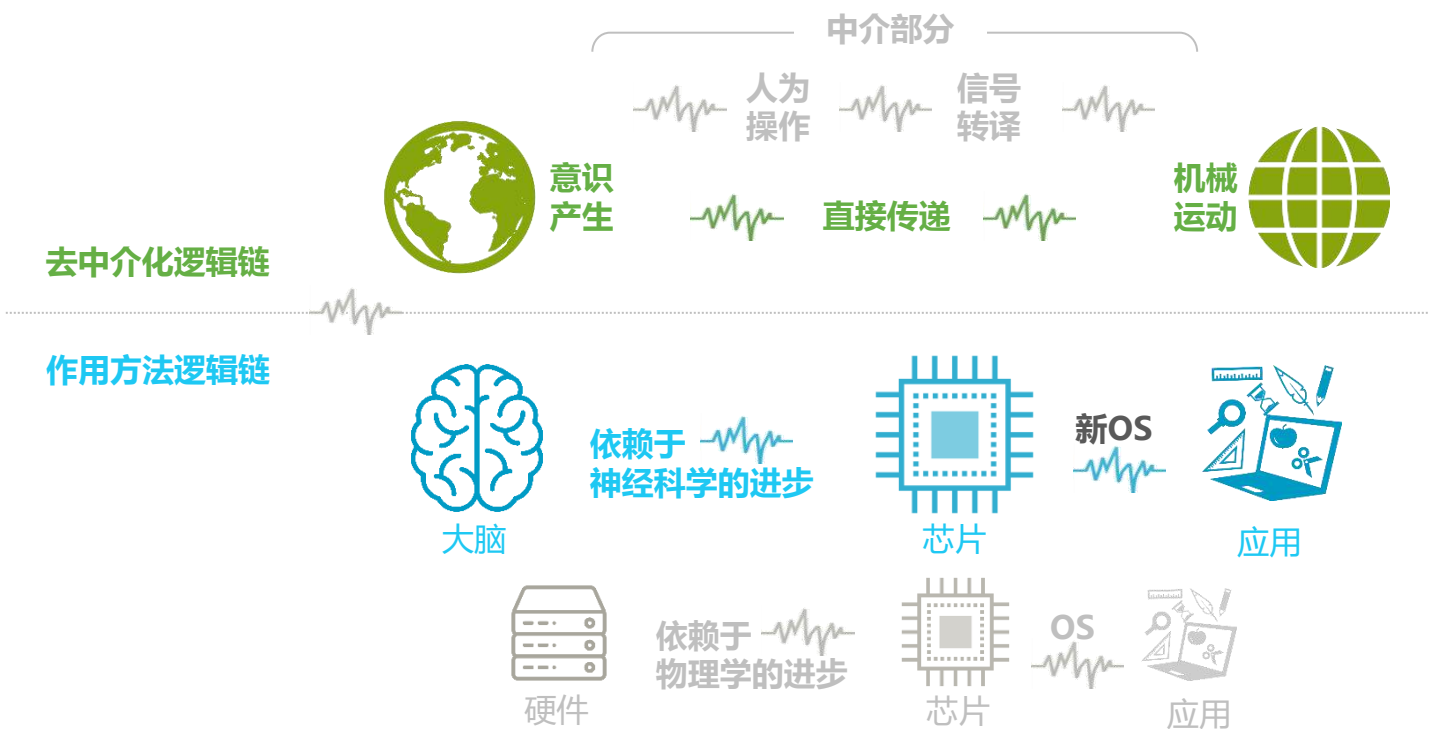 中介部分
人为
操作
信号
转译
意识
产生
直接传递
机械
运动
去中介化逻辑链
作用方法逻辑链
依赖于
神经科学的进步
新OS
大脑
芯片
应用
依赖于
物理学的进步
OS
硬件
芯片
应用